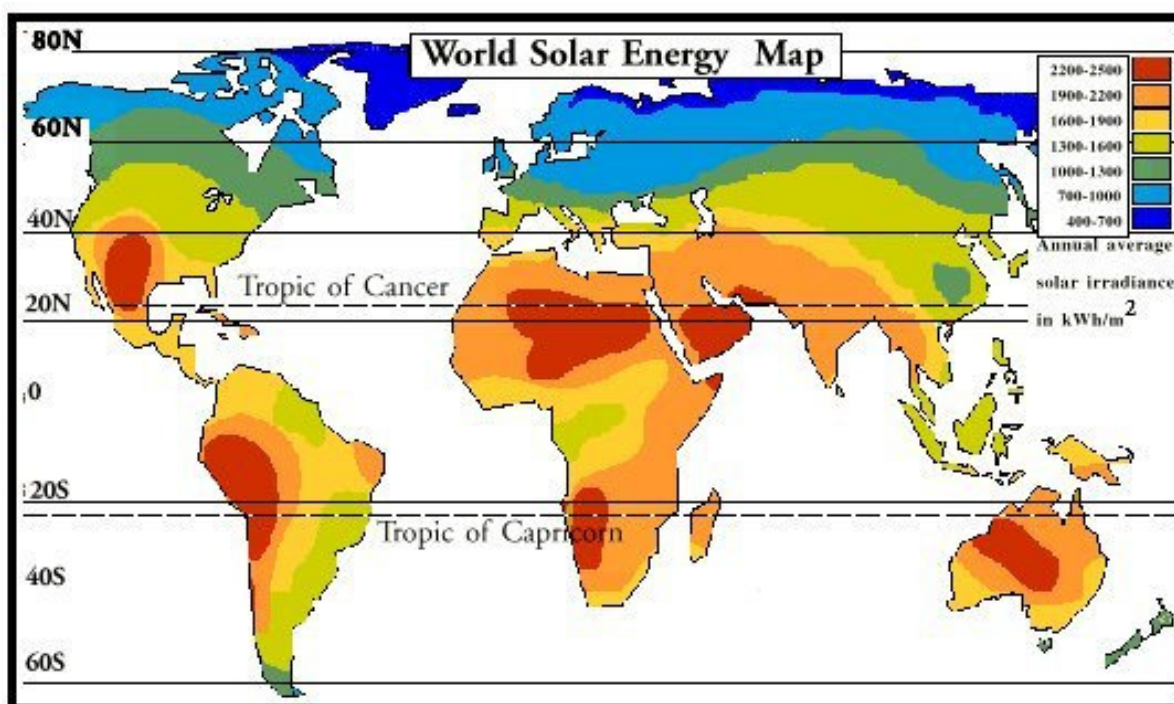 World Solar Energy Map
80N
60N
40N
20N
0
20S
40S
60S
Tropic of Cancer
Tropic of Capricorn
2200-2500
1900-2200
1600-1900
1300-1600
1000-1300
700-1000
400-700
Annual average
solar irradiance
in kWh/m²